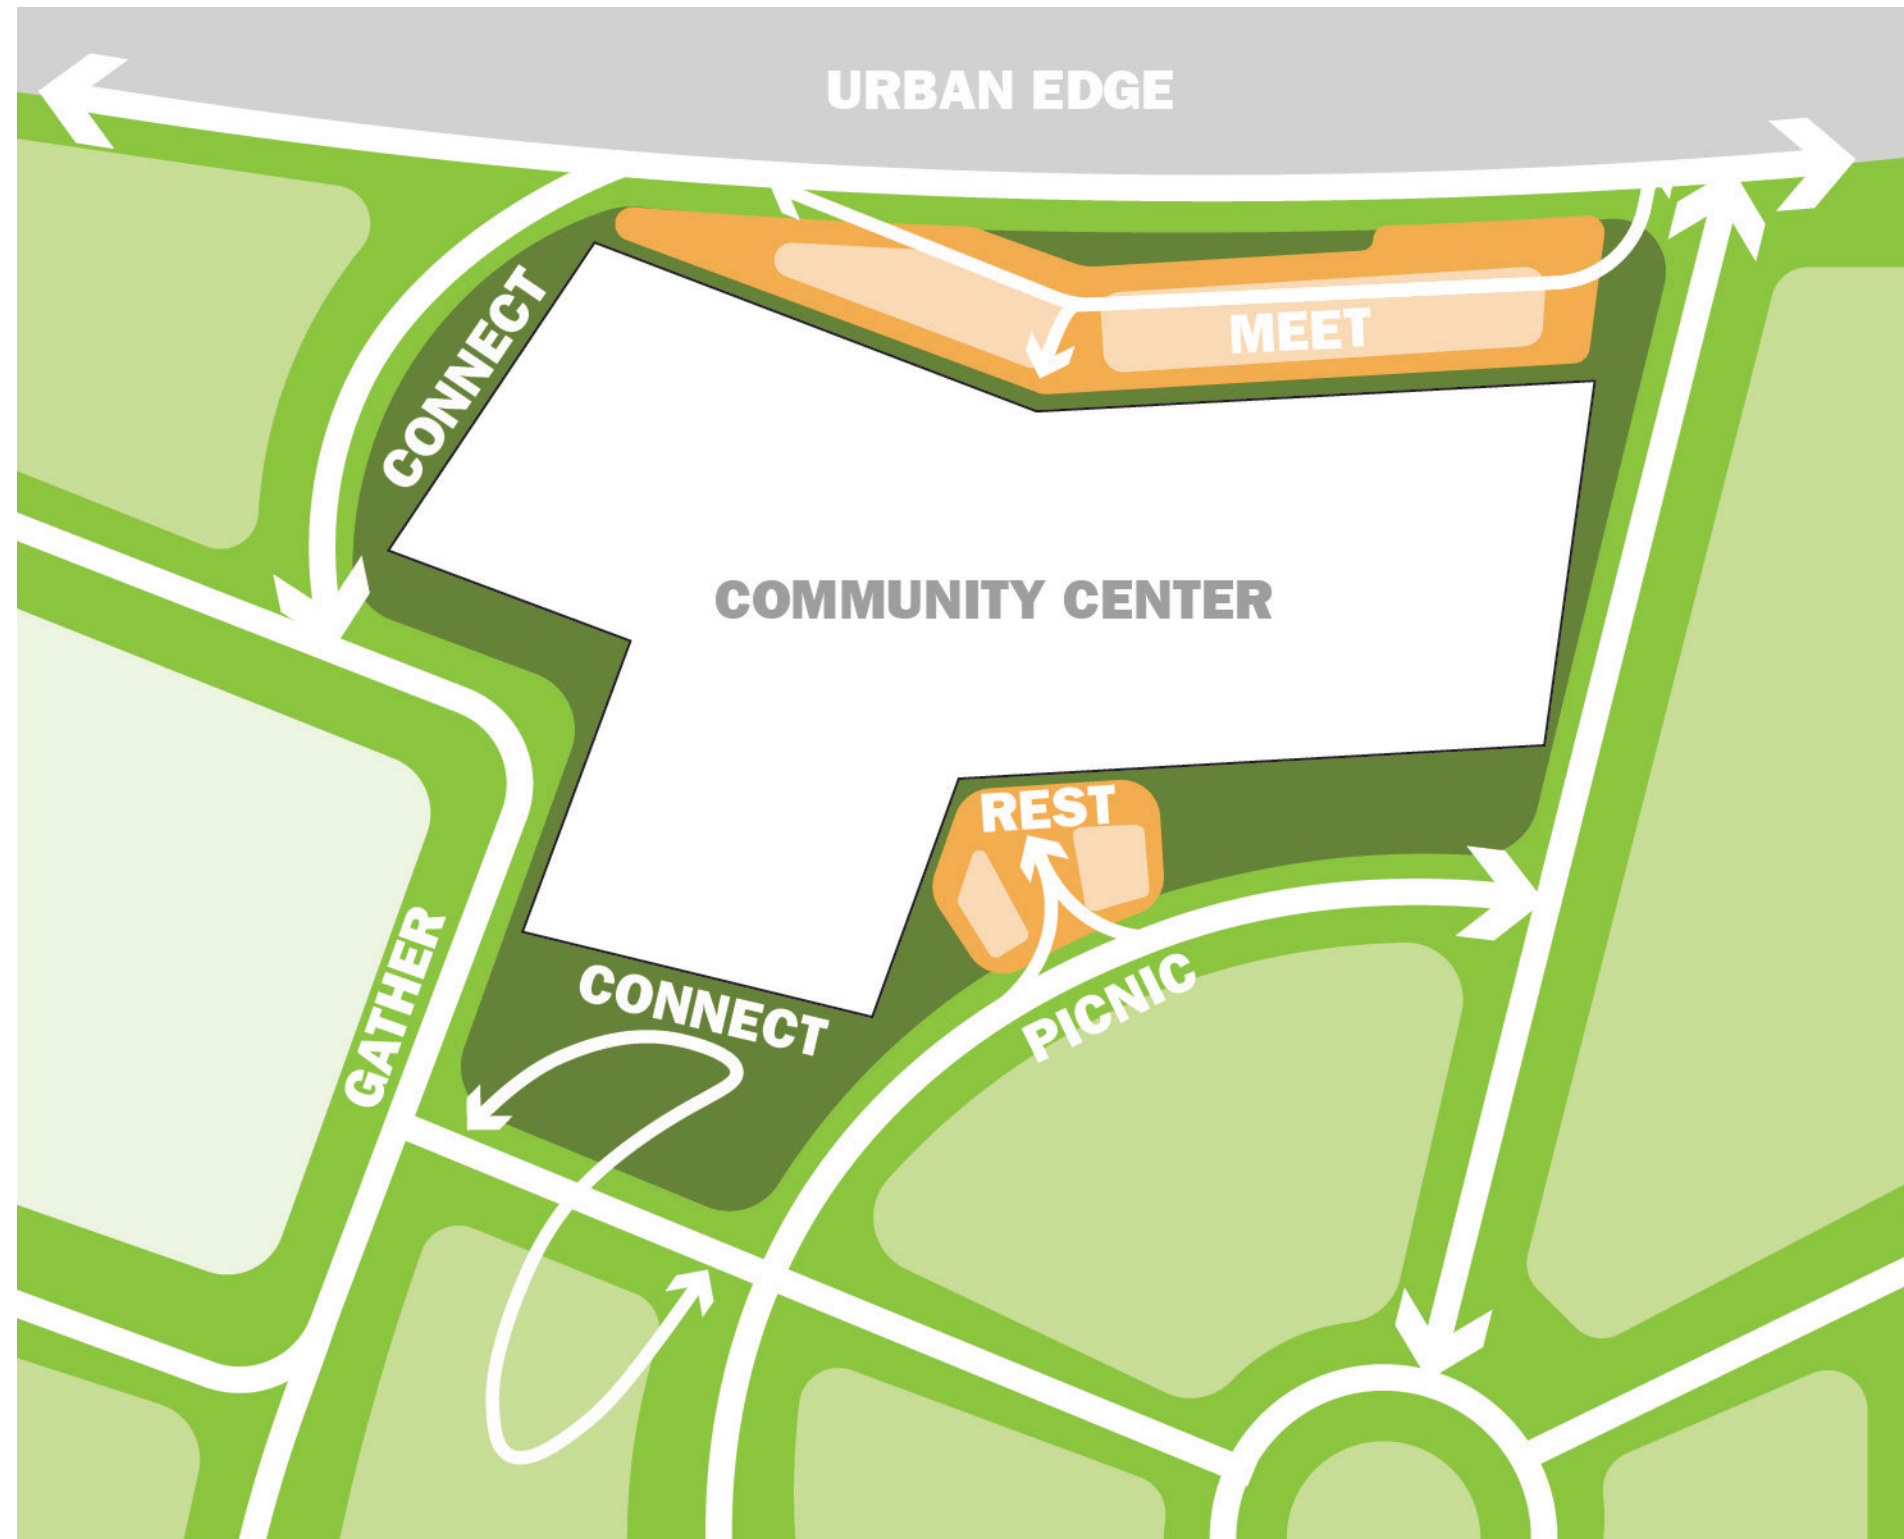 URBAN EDGE
CONNECT
MEET
COMMUNITY CENTER
REST
GATHER
CONNECT
PICNIC